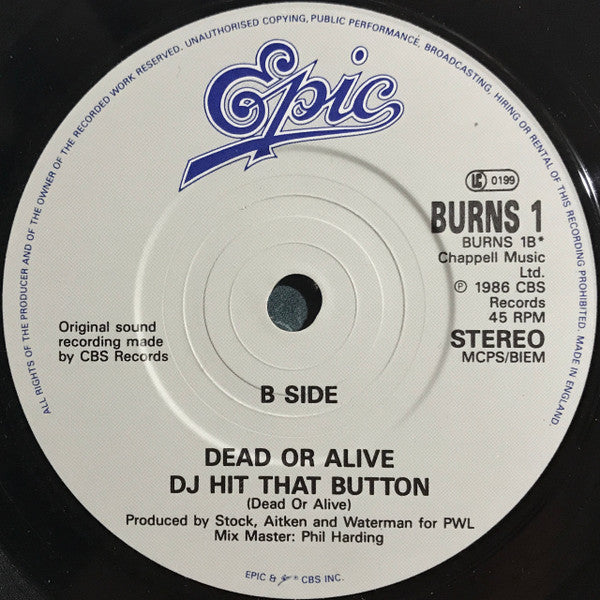 ALL RIGHTS OF THE PRODUCER AND OF THE OWNER OF THE RECORDED WORK RESERVED. UNAUTHORISED COPYING, PUBLIC PERFORMANCE, BROADCASTING, HIRING OR RENTAL OF THIS RECORDING PROHIBITED. MADE IN ENGLAND.
Epic
LC 0199
BURNS 1
BURNS 1B*
Chappell Music
Ltd.
℗ 1986 CBS
Records
45 RPM
STEREO
MCPS/BIEM
Original sound
recording made
by CBS Records
B SIDE
DEAD OR ALIVE
DJ HIT THAT BUTTON
(Dead Or Alive)
Produced by Stock, Aitken and Waterman for PWL
Mix Master: Phil Harding
EPIC & ® CBS INC.